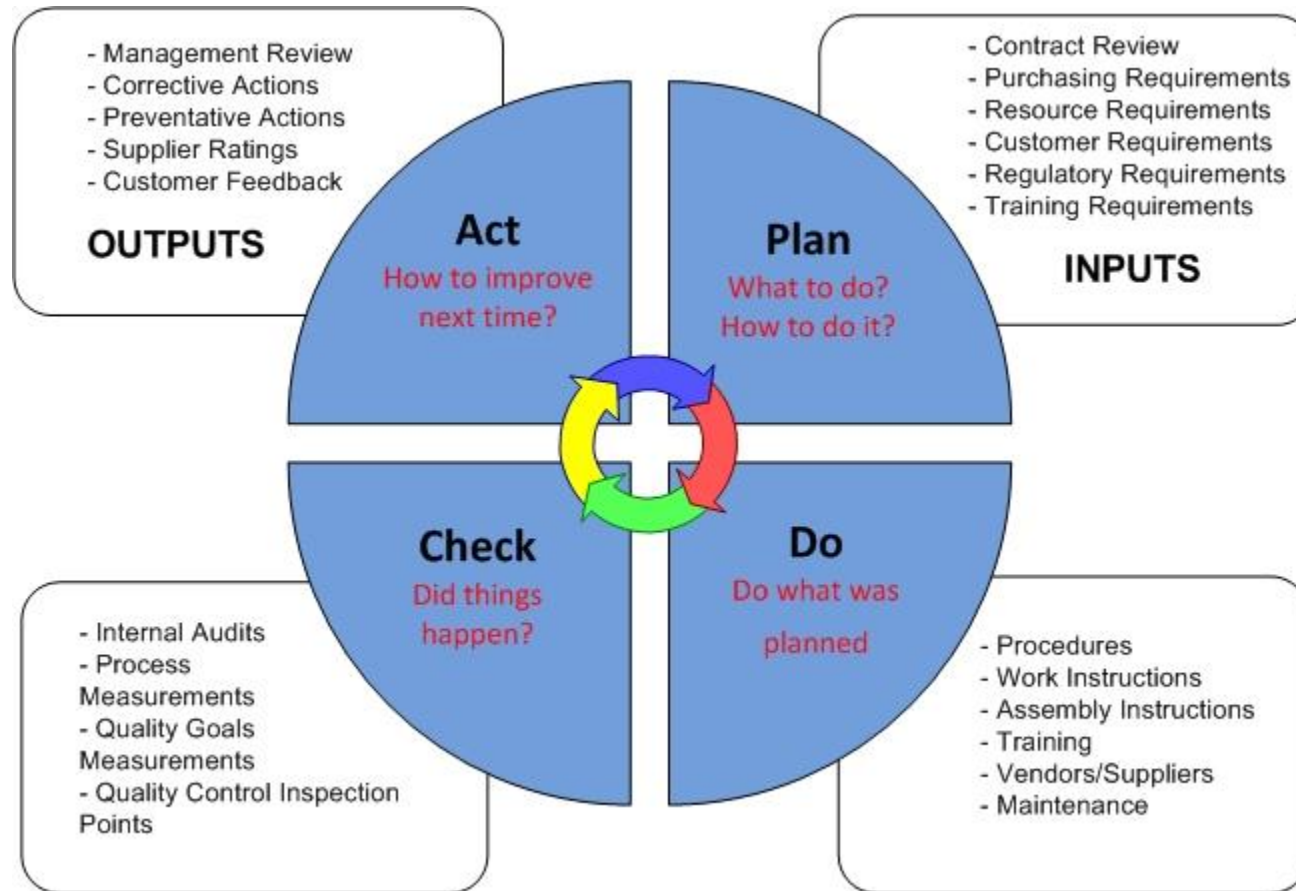 - Management Review
- Corrective Actions
- Preventative Actions
- Supplier Ratings
- Customer Feedback
OUTPUTS
- Contract Review
- Purchasing Requirements
- Resource Requirements
- Customer Requirements
- Regulatory Requirements
- Training Requirements
INPUTS
Act
How to improve
next time?
Plan
What to do?
How to do it?
Check
Did things
happen?
Do
Do what was
planned
- Internal Audits
- Process
Measurements
- Quality Goals
Measurements
- Quality Control Inspection
Points
- Procedures
- Work Instructions
- Assembly Instructions
- Training
- Vendors/Suppliers
- Maintenance